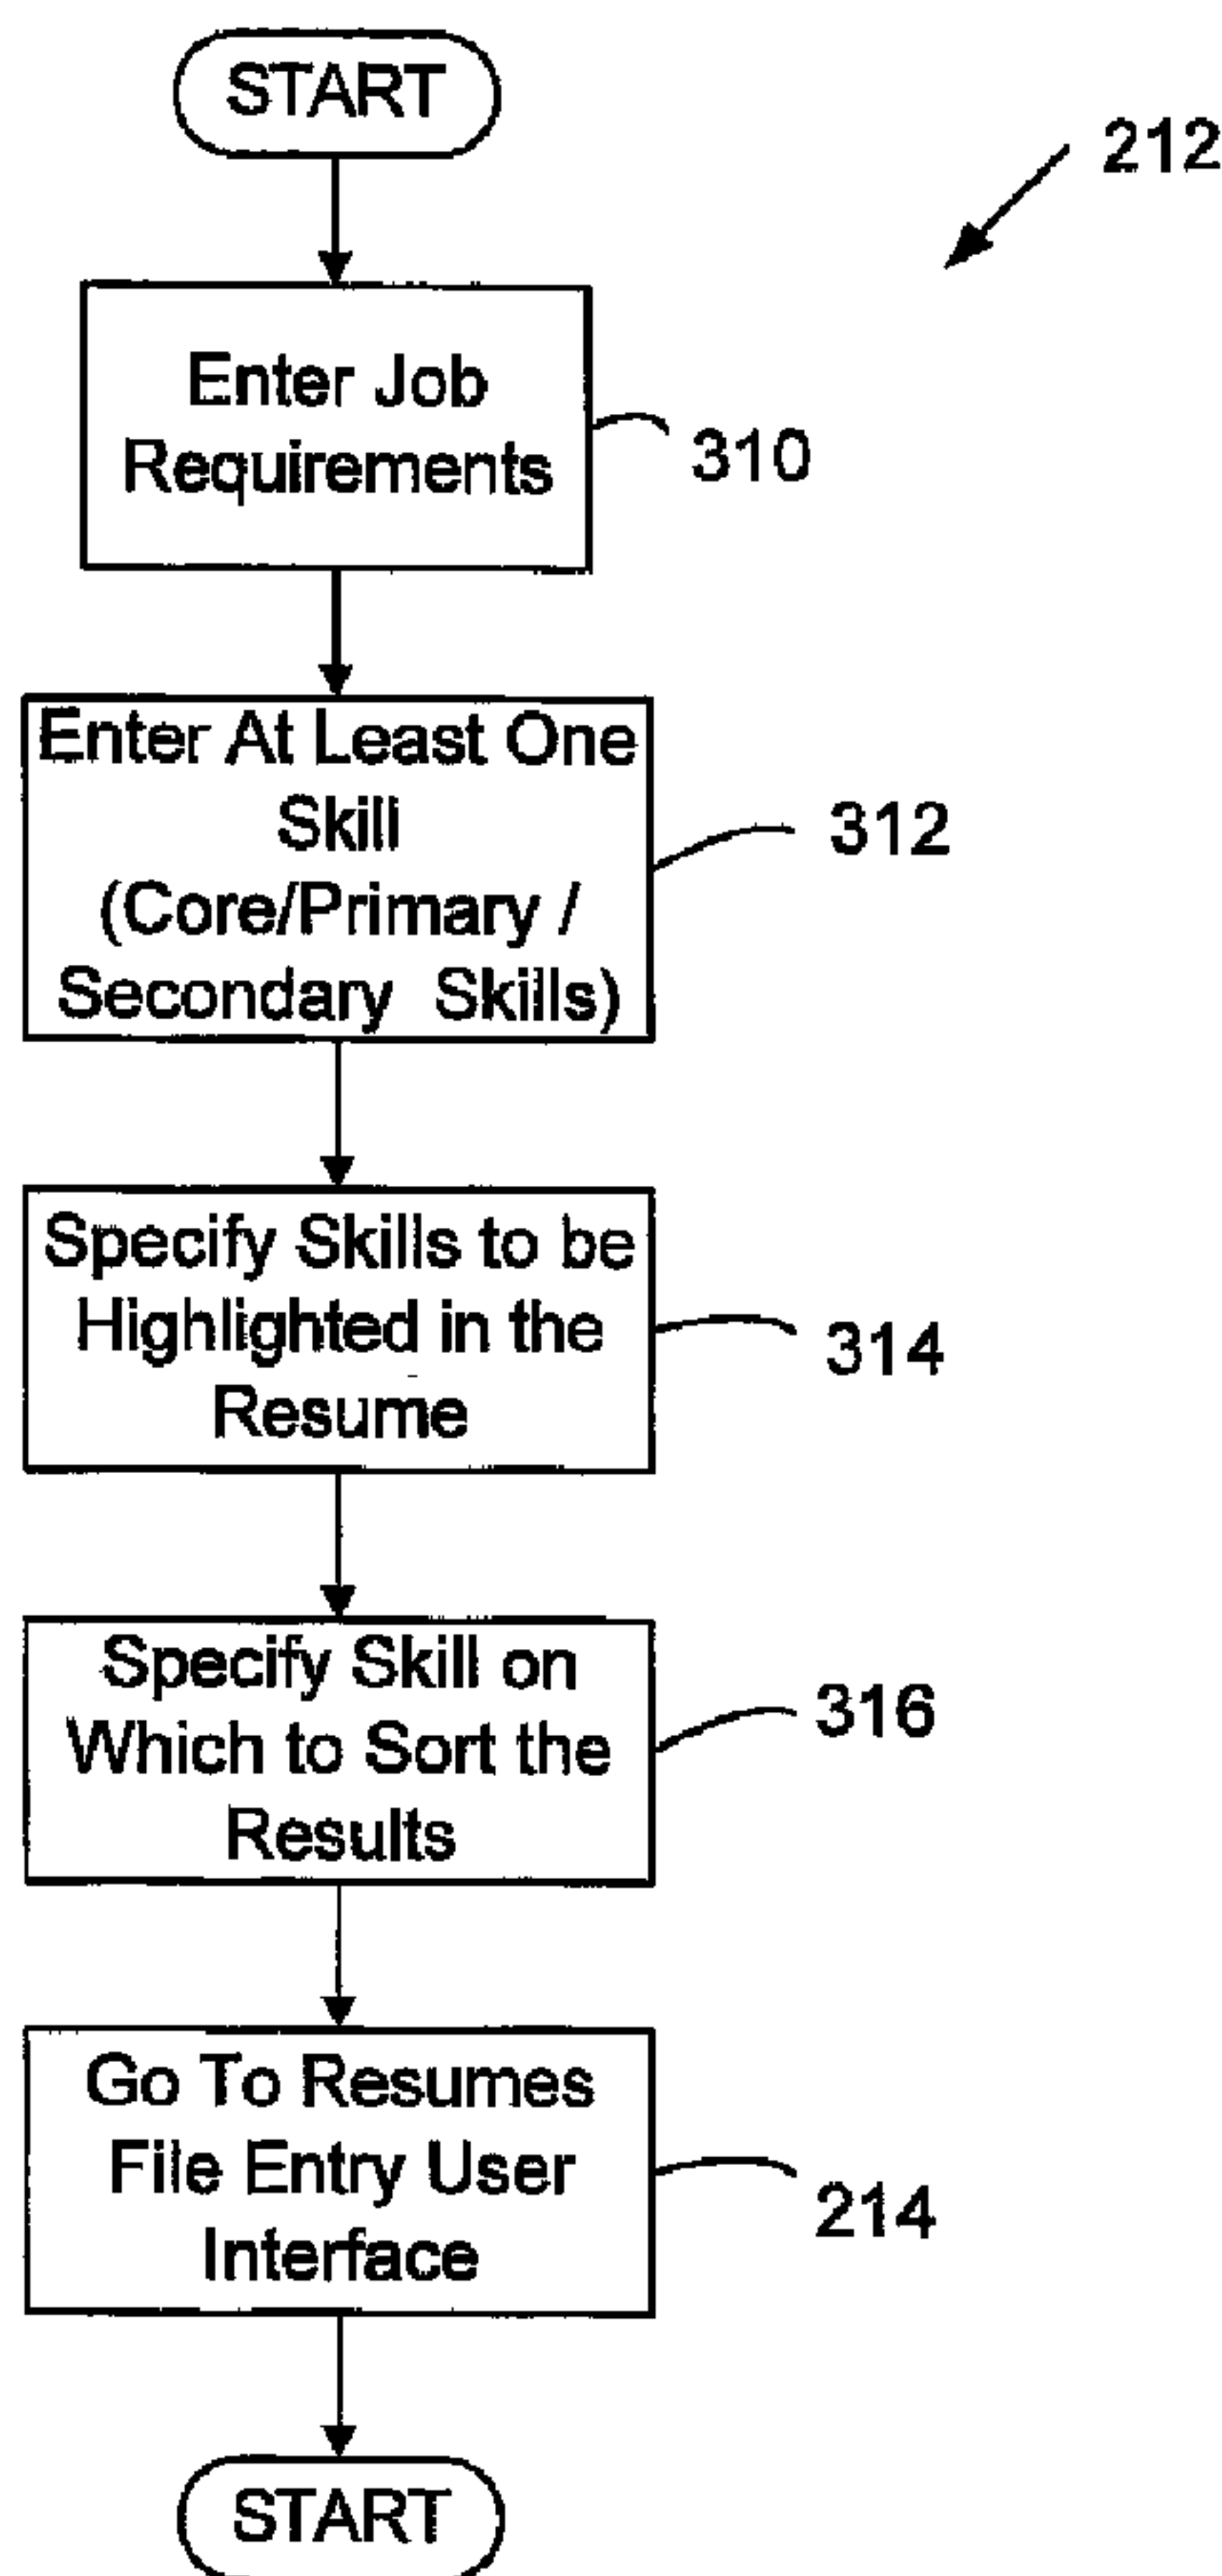 START
212
Enter Job
Requirements
310
Enter At Least One
Skill
(Core/Primary /
Secondary Skills)
312
Specify Skills to be
Highlighted in the
Resume
314
Specify Skill on
Which to Sort the
Results
316
Go To Resumes
File Entry User
Interface
214
START